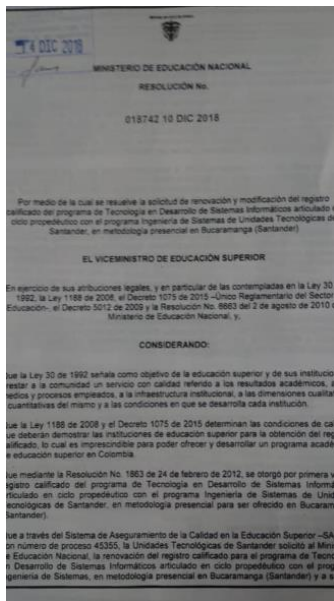 14 DIC 2018
MINISTERIO DE EDUCACIÓN NACIONAL
RESOLUCIÓN No.
018742 10 DIC 2018
Por medio de la cual se resuelve la solicitud de renovación y modificación del registro
calificado del programa de Tecnología en Desarrollo de Sistemas Informáticos articulado
ciclo propedéutico con el programa Ingeniería de Sistemas de Unidades Tecnológicas de
Santander, en metodología presencial en Bucaramanga (Santander)
EL VICEMINISTRO DE EDUCACIÓN SUPERIOR
En ejercicio de sus atribuciones legales, y en particular de las contempladas en la Ley 30
1992, la Ley 1188 de 2008, el Decreto 1075 de 2015 –Único Reglamentario del Sector
Educación-, el Decreto 5012 de 2009 y la Resolución No. 6663 del 2 de agosto de 2010
Ministerio de Educación Nacional, y,
CONSIDERANDO:
que la Ley 30 de 1992 señala como objetivo de la educación superior y de sus instituc
prestar a la comunidad un servicio con calidad referido a los resultados académicos, a
medios y procesos empleados, a la infraestructura institucional, a las dimensiones cualitat
cuantitativas del mismo y a las condiciones en que se desarrolla cada institución.
que la Ley 1188 de 2008 y el Decreto 1075 de 2015 determinan las condiciones de cal
que deberán demostrar las instituciones de educación superior para la obtención del reg
calificado, lo cual es imprescindible para poder ofrecer y desarrollar un programa acadé
de educación superior en Colombia.
que mediante la Resolución No. 1863 de 24 de febrero de 2012, se otorgó por primera v
registro calificado del programa de Tecnología en Desarrollo de Sistemas Informá
articulado en ciclo propedéutico con el programa Ingeniería de Sistemas de Unid
Tecnológicas de Santander, en metodología presencial para ser ofrecido en Bucaram
(Santander).
que a través del Sistema de Aseguramiento de la Calidad en la Educación Superior –SA
con número de proceso 45355, la Unidades Tecnológicas de Santander solicitó al Mini
de Educación Nacional, la renovación del registro calificado para el programa de Tecno
en Desarrollo de Sistemas Informáticos articulado en ciclo propedéutico con el prog
Ingeniería de Sistemas, en metodología presencial en Bucaramanga (Santander) y a s